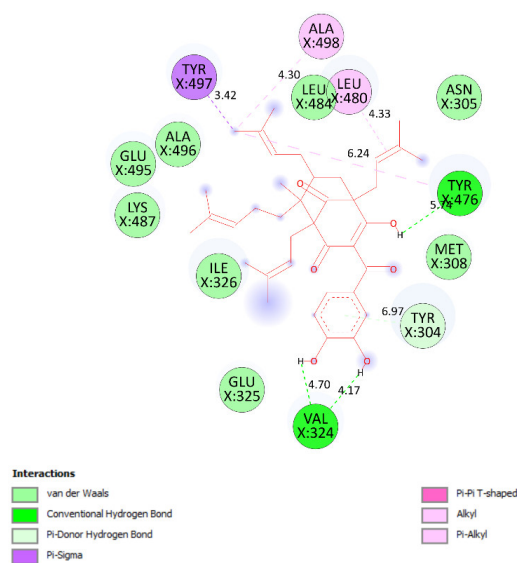 ALA
X:498
TYR
X:497
4.30
3.42
LEU
X:484
LEU
X:480
ASN
X:305
4.33
ALA
X:496
6.24
GLU
X:495
TYR
X:476
O
5.74
LYS
X:487
O
H
MET
X:308
ILE
X:326
O
O
6.97
TYR
X:304
H
O
O
H
4.70
4.17
GLU
X:325
VAL
X:324
Interactions
van der Waals
Conventional Hydrogen Bond
Pi-Donor Hydrogen Bond
Pi-Sigma
Pi-Pi T-shaped
Alkyl
Pi-Alkyl